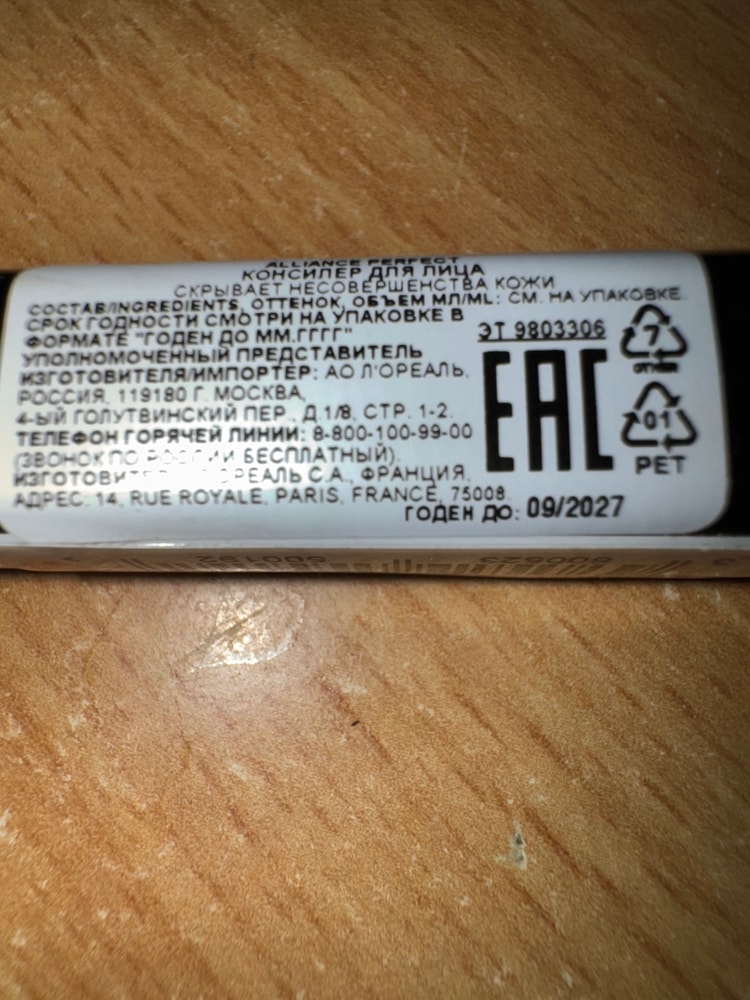 ALLIANCE PERFECT
КОНСИЛЕР ДЛЯ ЛИЦА
СКРЫВАЕТ НЕСОВЕРШЕНСТВА КОЖИ
СОСТАВ/INGREDIENTS, ОТТЕНОК, ОБЪЕМ МЛ/ML: СМ. НА УПАКОВКЕ.
СРОК ГОДНОСТИ СМОТРИ НА УПАКОВКЕ В
ФОРМАТЕ "ГОДЕН ДО ММ.ГГГГ"
УПОЛНОМОЧЕННЫЙ ПРЕДСТАВИТЕЛЬ
ИЗГОТОВИТЕЛЯ/ИМПОРТЕР: АО Л'ОРЕАЛЬ,
РОССИЯ, 119180 Г. МОСКВА,
4-ЫЙ ГОЛУТВИНСКИЙ ПЕР., Д.1/8, СТР. 1-2.
ТЕЛЕФОН ГОРЯЧЕЙ ЛИНИИ: 8-800-100-99-00
(ЗВОНОК ПО РОССИИ БЕСПЛАТНЫЙ).
С.А., ФРАНЦИЯ,
АДРЕС: 14, RUE ROYALE, PARIS, FRANCE, 75008.
ГОДЕН ДО: 09/2027
ЭТ 9803306
EAC
7
OTHER
01
PET